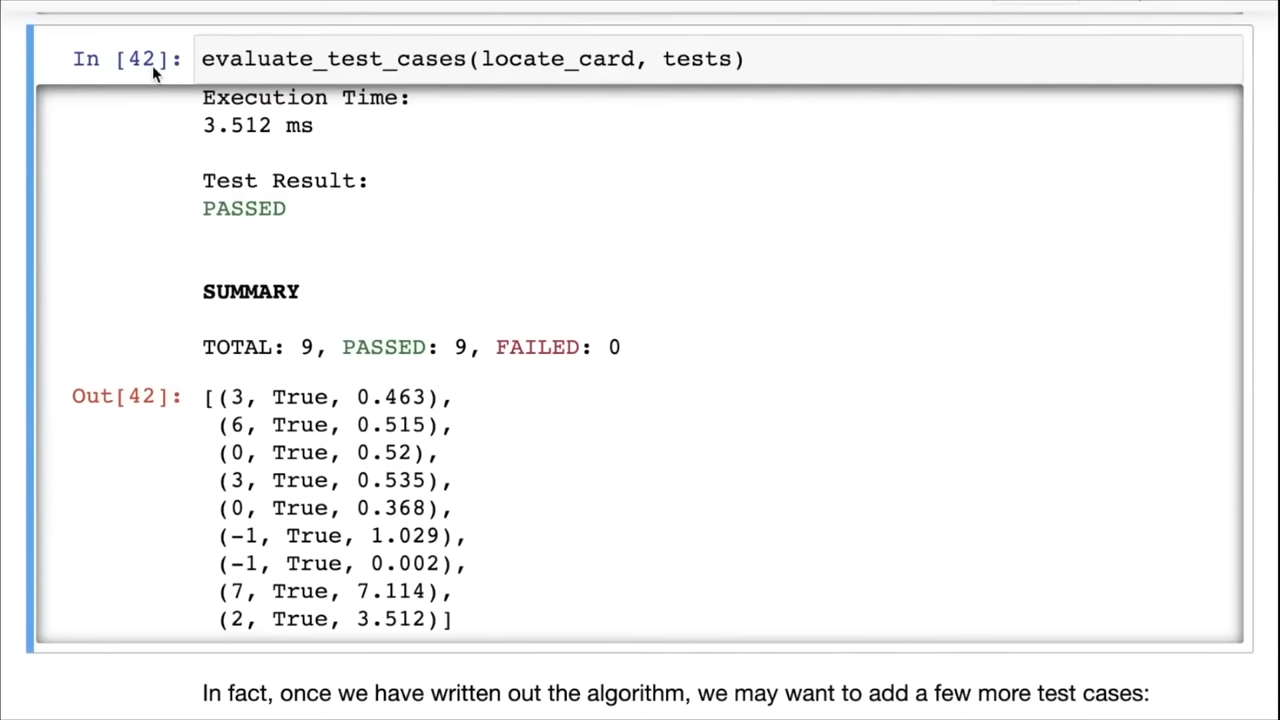 In [42]: evaluate_test_cases(locate_card, tests)
Execution Time:
3.512 ms
Test Result:
PASSED
SUMMARY
TOTAL: 9, PASSED: 9, FAILED: 0
Out[42]: [(3, True, 0.463),
(6, True, 0.515),
(0, True, 0.52),
(3, True, 0.535),
(0, True, 0.368),
(-1, True, 1.029),
(-1, True, 0.002),
(7, True, 7.114),
(2, True, 3.512)]
In fact, once we have written out the algorithm, we may want to add a few more test cases: